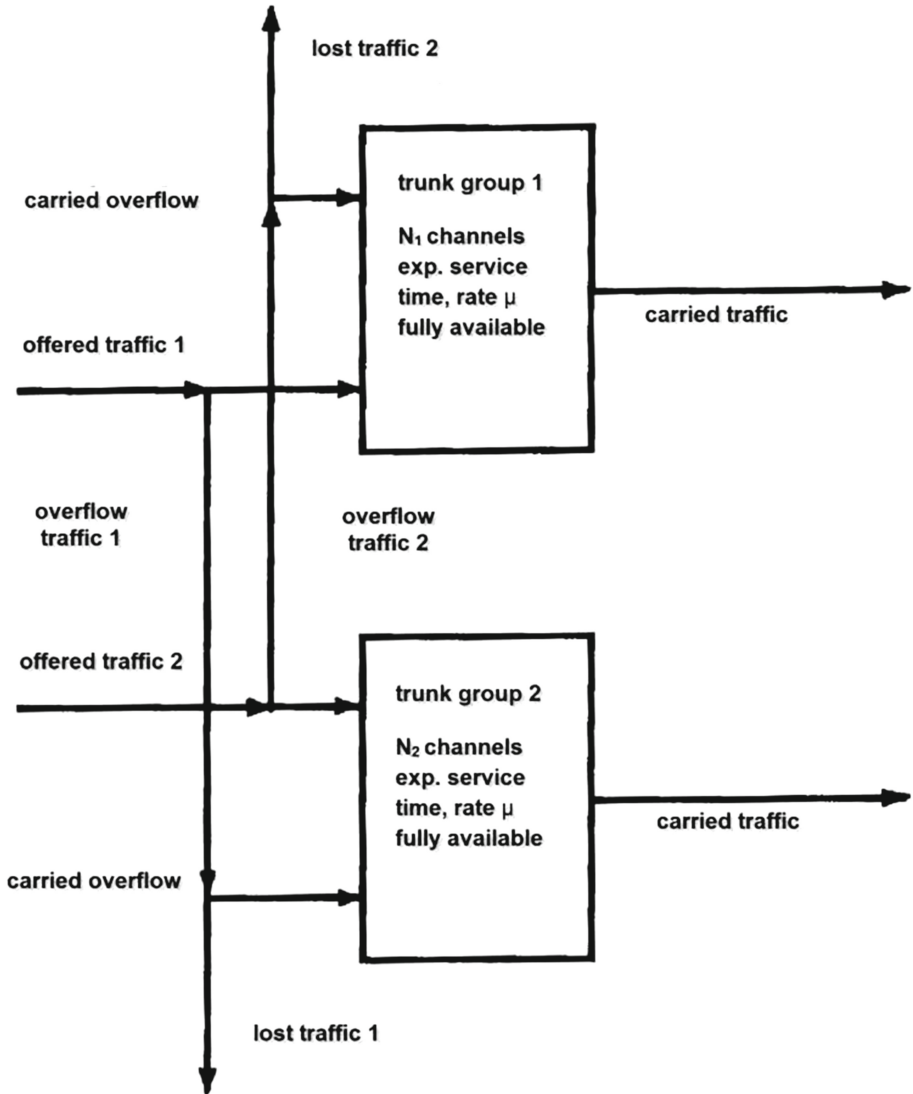 lost traffic 2
trunk group 1
carried overflow
N₁ channels
exp. service
time, rate μ
fully available
carried traffic
offered traffic 1
overflow
traffic 1
overflow
traffic 2
offered traffic 2
trunk group 2
N₂ channels
exp. service
time, rate μ
fully available
carried traffic
carried overflow
lost traffic 1